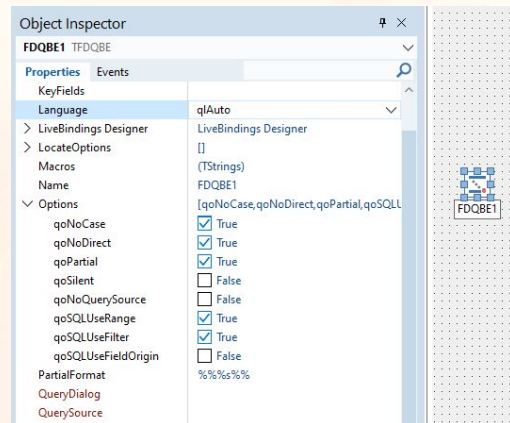 Object Inspector
FDQBE1 TFDQBE
Properties Events
KeyFields
Language qlAuto
LiveBindings Designer LiveBindings Designer
LocateOptions []
Macros (TStrings)
Name FDQBE1
Options [qoNoCase,qoNoDirect,qoPartial,qoSQLU
qoNoCase True
qoNoDirect True
qoPartial True
qoSilent False
qoNoQuerySource False
qoSQLUseRange True
qoSQLUseFilter True
qoSQLUseFieldOrigin False
PartialFormat %%%s%%
QueryDialog
QuerySource
FDQBE1